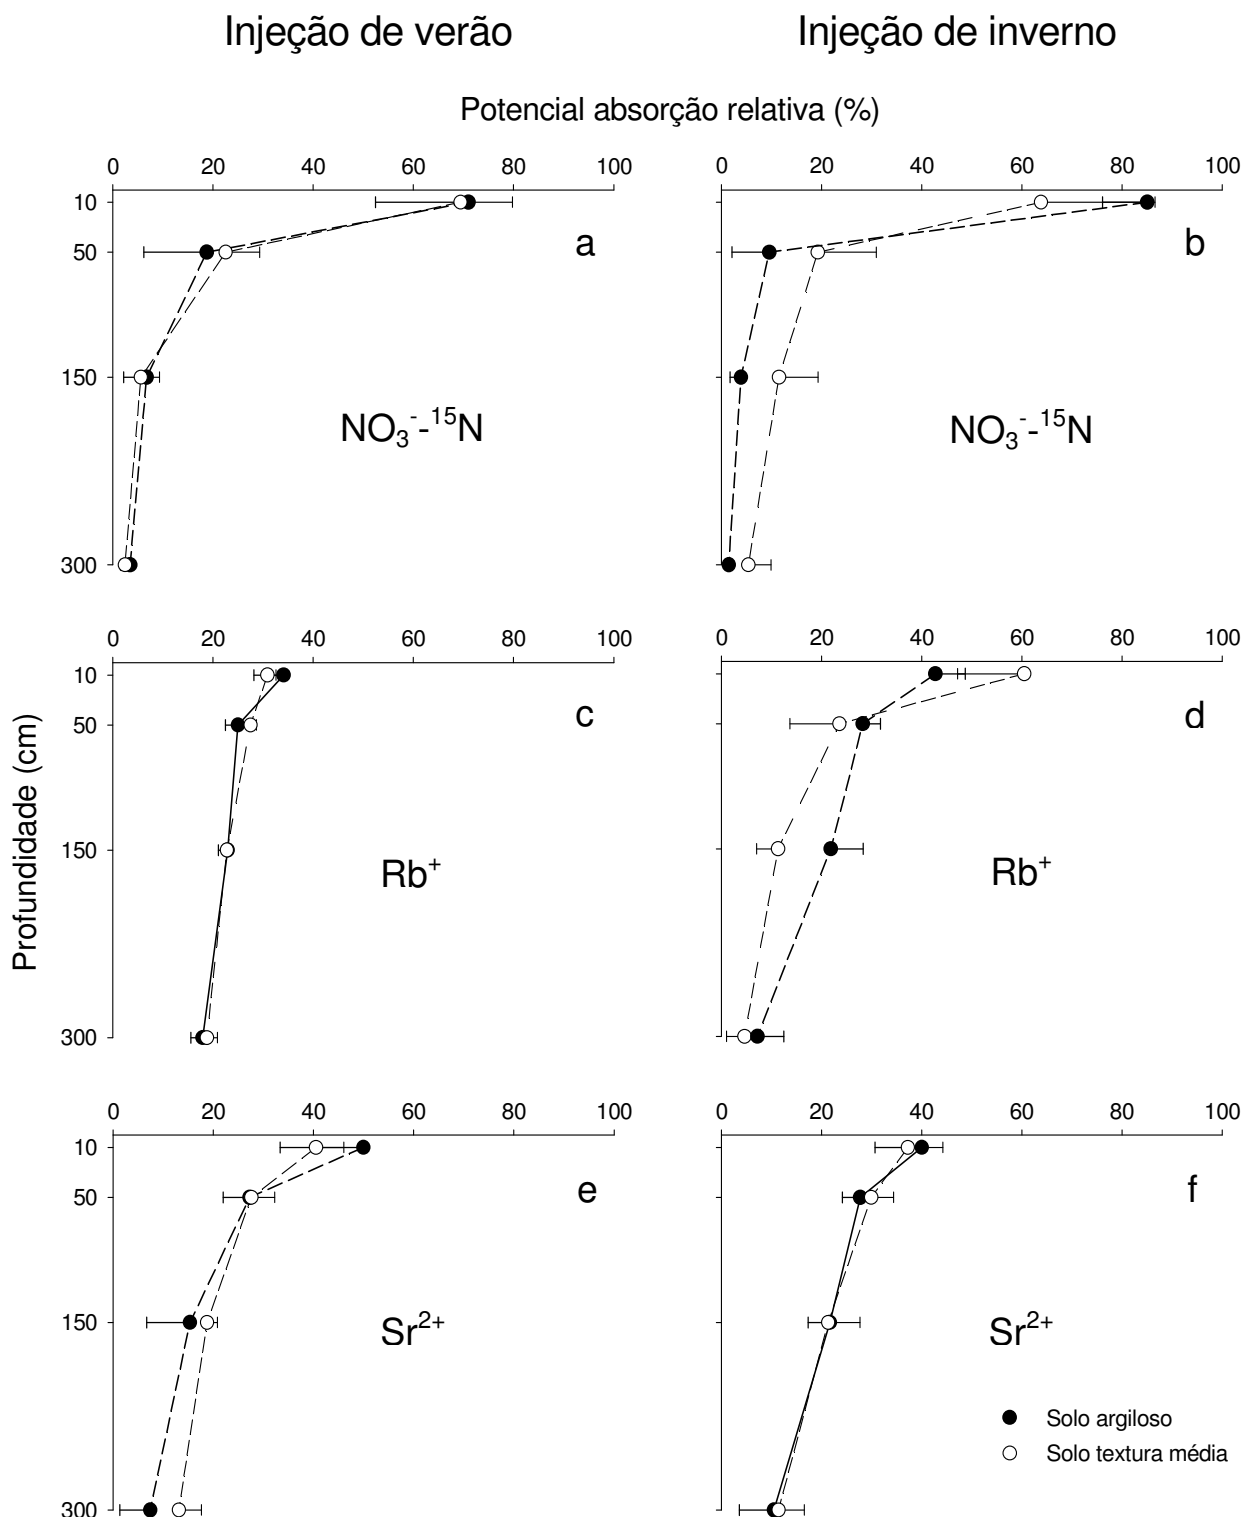 Injeção de verão Injeção de inverno
Potencial absorção relativa (%)
0 20 40 60 80 100 0 20 40 60 80 100
10
50
150
300
a
b
NO₃⁻-¹⁵N NO₃⁻-¹⁵N
0 20 40 60 80 100 0 20 40 60 80 100
10
50
150
300
c
d
Rb⁺ Rb⁺
Profundidade (cm)
0 20 40 60 80 100 0 20 40 60 80 100
10
50
150
300
e
f
Sr²⁺ Sr²⁺
Solo argiloso
Solo textura média